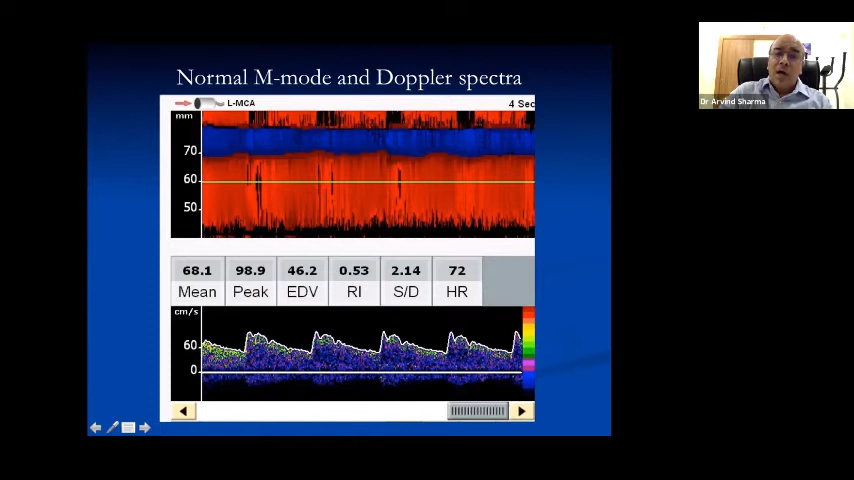 Normal M-mode and Doppler spectra
L-MCA
4 Sec
mm
70
60
50
68.1 98.9 46.2 0.53 2.14 72
Mean Peak EDV RI S/D HR
cm/s
60
0
Dr Arvind Sharma